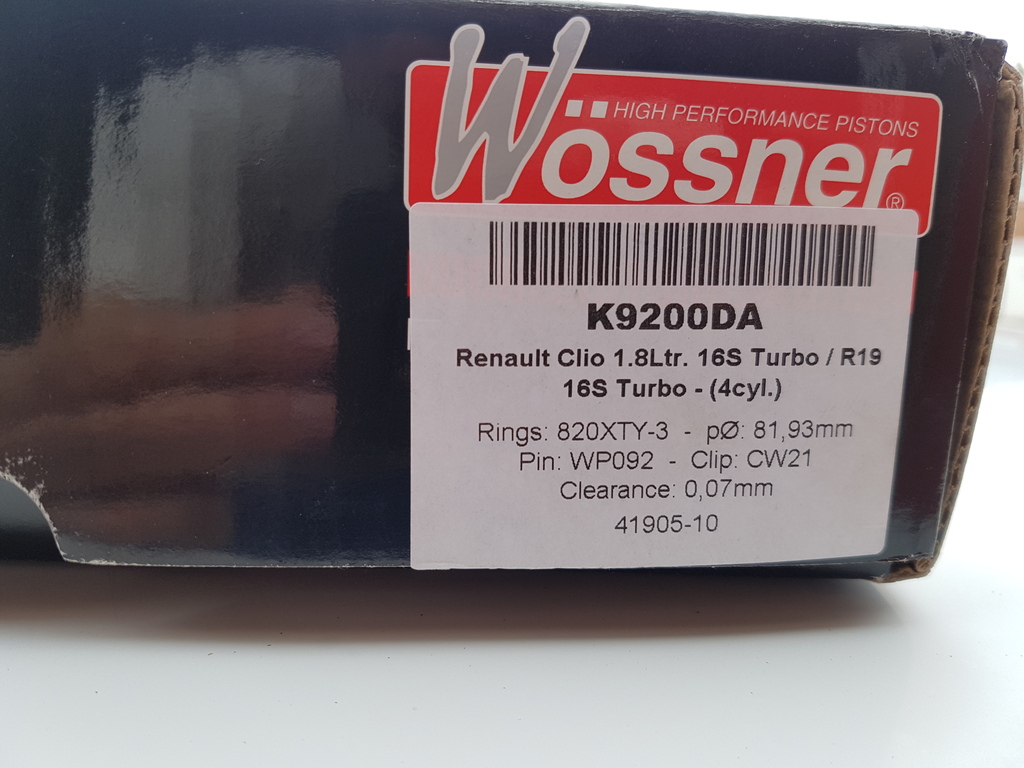 HIGH PERFORMANCE PISTONS
Wössner®
K9200DA
Renault Clio 1.8Ltr. 16S Turbo / R19
16S Turbo - (4cyl.)
Rings: 820XTY-3 - pØ: 81,93mm
Pin: WP092 - Clip: CW21
Clearance: 0,07mm
41905-10